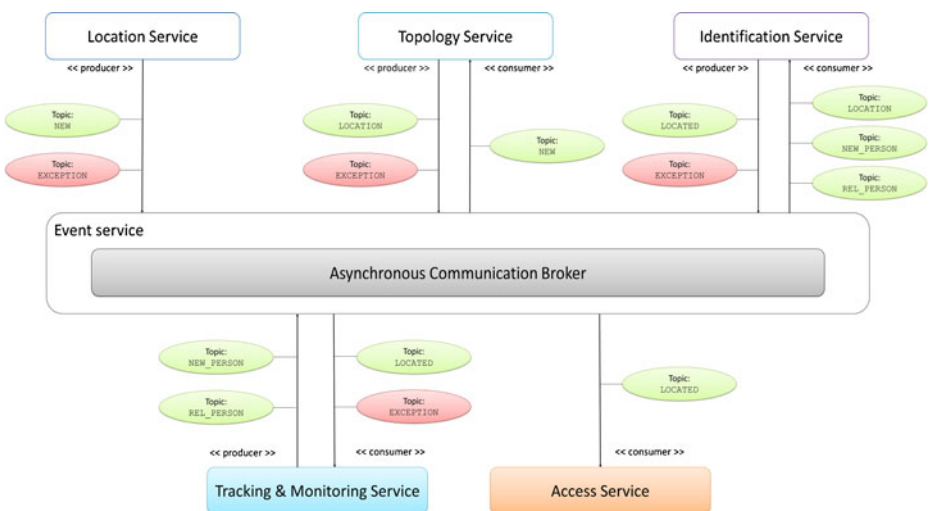 Location Service
Topology Service
Identification Service
<< producer >>
<< producer >>
<< consumer >>
<< producer >>
<< consumer >>
Topic:
NEW
Topic:
EXCEPTION
Topic:
LOCATION
Topic:
EXCEPTION
Topic:
NEW
Topic:
LOCATED
Topic:
EXCEPTION
Topic:
LOCATION
Topic:
NEW_PERSON
Topic:
REL_PERSON
Event service
Asynchronous Communication Broker
Topic:
NEW_PERSON
Topic:
REL_PERSON
Topic:
LOCATED
Topic:
EXCEPTION
Topic:
LOCATED
<< producer >>
<< consumer >>
<< consumer >>
Tracking & Monitoring Service
Access Service